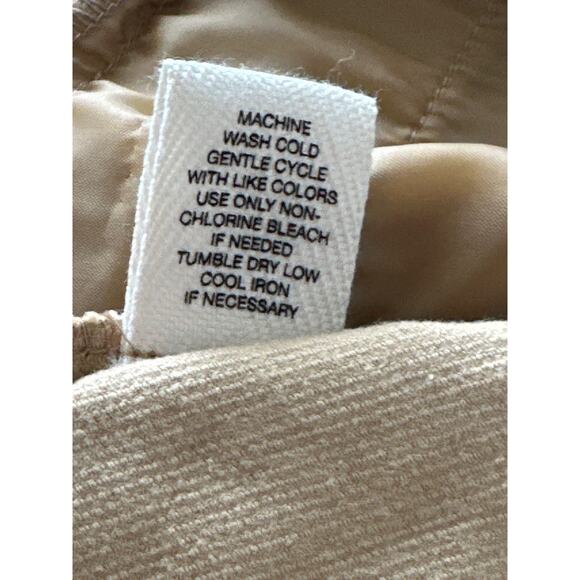 MACHINE
WASH COLD
GENTLE CYCLE
WITH LIKE COLORS
USE ONLY NON-
CHLORINE BLEACH
IF NEEDED
TUMBLE DRY LOW
COOL IRON
IF NECESSARY